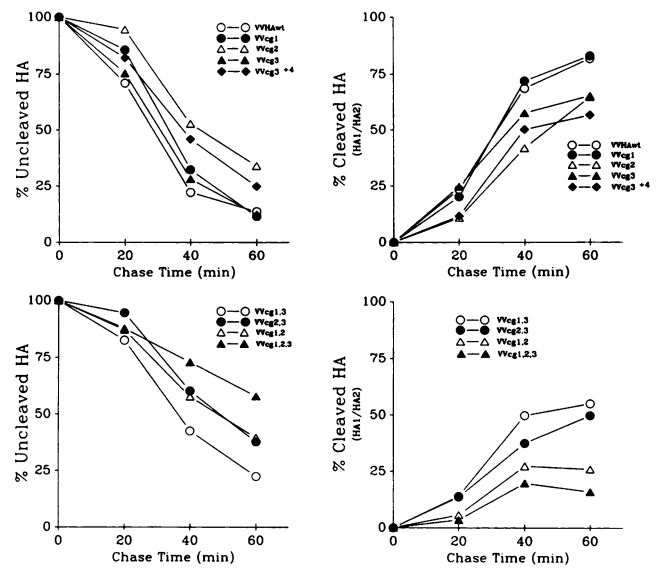 % Uncleaved HA
100
75
50
25
0
0 20 40 60
Chase Time (min)
VVHAwt
VVcg1
VVcg2
VVcg3
VVcg3 +4
% Cleaved HA
(HA1/HA2)
100
75
50
25
0
0 20 40 60
Chase Time (min)
VVHAwt
VVcg1
VVcg2
VVcg3
VVcg3 +4
% Uncleaved HA
100
75
50
25
0
0 20 40 60
Chase Time (min)
VVcg1,3
VVcg2,3
VVcg1,2
VVcg1,2,3
% Cleaved HA
(HA1/HA2)
100
75
50
25
0
0 20 40 60
Chase Time (min)
VVcg1,3
VVcg2,3
VVcg1,2
VVcg1,2,3